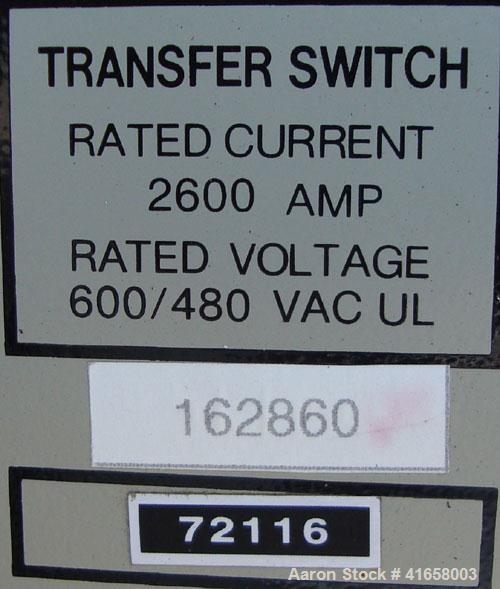 TRANSFER SWITCH
RATED CURRENT
2600 AMP
RATED VOLTAGE
600/480 VAC UL
162860
72116
Aaron Stock # 41658003